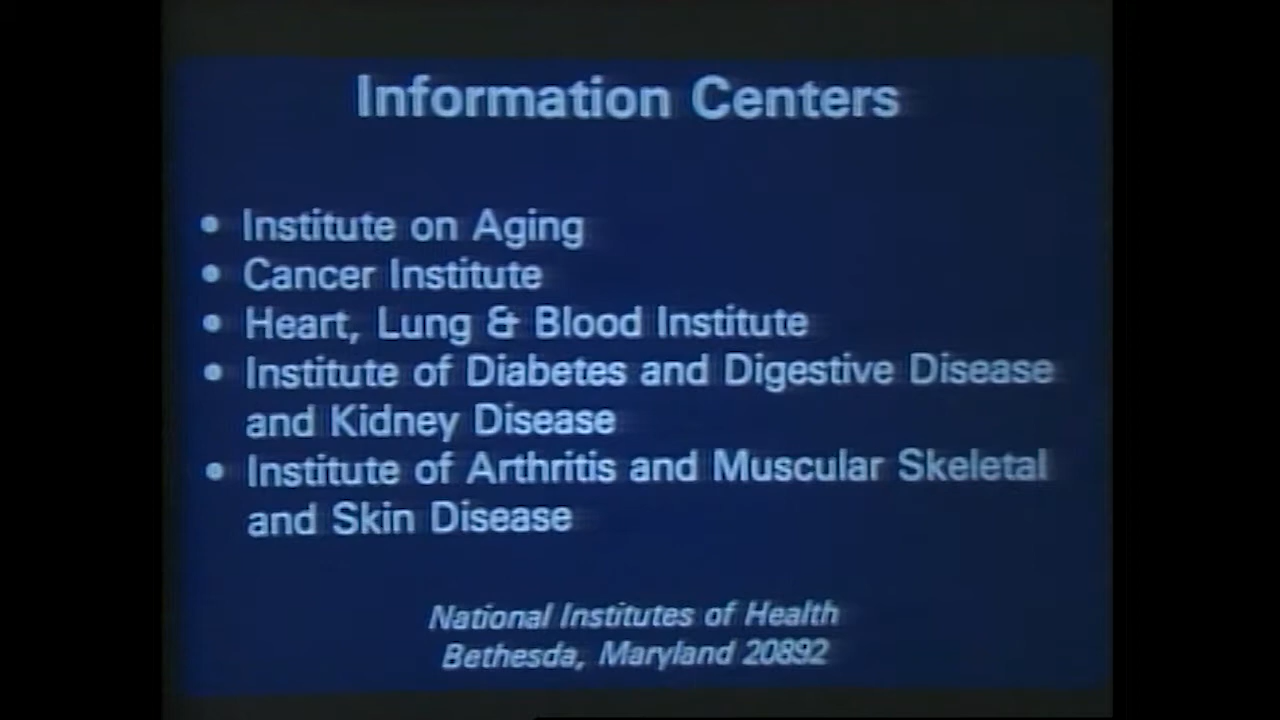 Information Centers
• Institute on Aging
• Cancer Institute
• Heart, Lung & Blood Institute
• Institute of Diabetes and Digestive Disease
and Kidney Disease
• Institute of Arthritis and Muscular Skeletal
and Skin Disease
National Institutes of Health
Bethesda, Maryland 20892